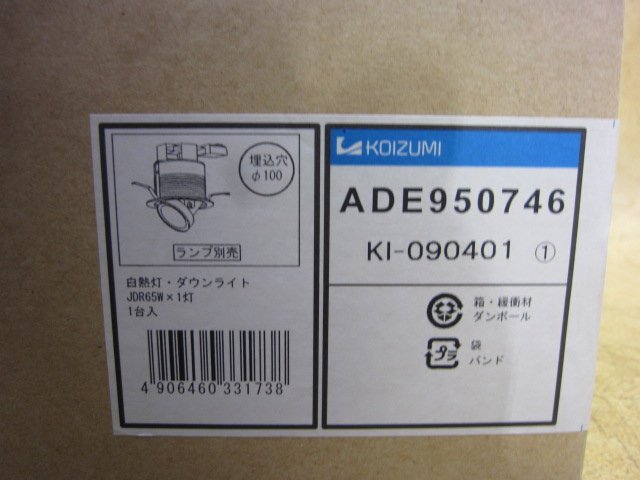 埋込穴
φ100
ランプ別売
白熱灯・ダウンライト
JDR65W×1灯
1台入
4 906460 331738
KOIZUMI
ADE950746
KI-090401 ①
箱・緩衝材
ダンボール
プラ
袋
バンド